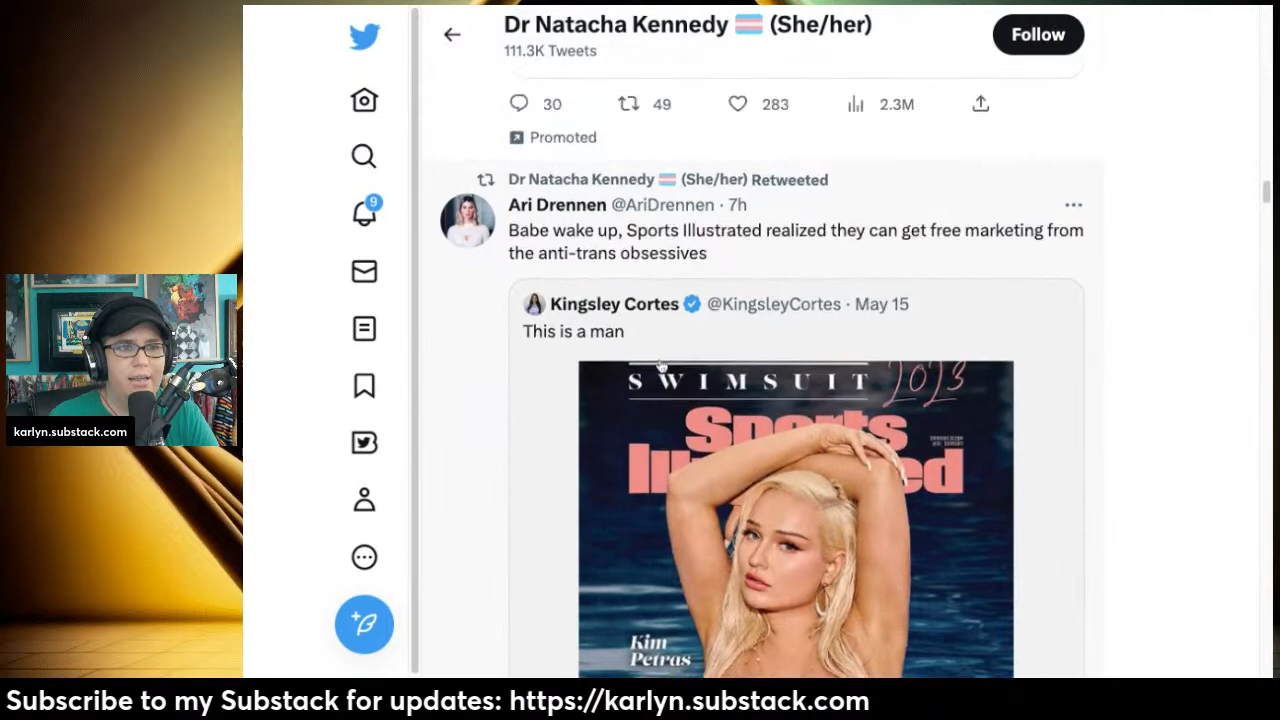 Dr Natacha Kennedy (She/her)
111.3K Tweets
Follow
30 49 283 2.3M
Promoted
Dr Natacha Kennedy (She/her) Retweeted
Ari Drennen @AriDrennen · 7h
Babe wake up, Sports Illustrated realized they can get free marketing from
the anti-trans obsessives
Kingsley Cortes @KingsleyCortes · May 15
This is a man
SWIMSUIT 2023
Sports
Illustrated
Kim
Petras
9
karlyn.substack.com
Subscribe to my Substack for updates: https://karlyn.substack.com